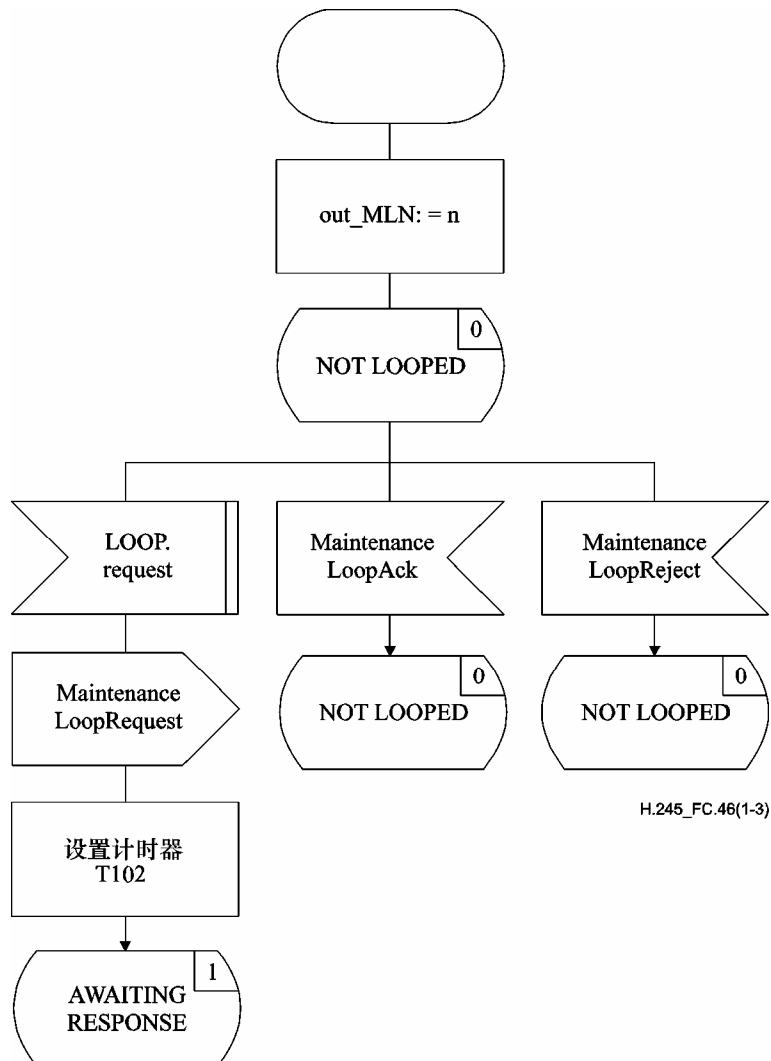 out_MLN: = n
0
NOT LOOPED
LOOP.
request
Maintenance
LoopAck
Maintenance
LoopReject
Maintenance
LoopRequest
0
NOT LOOPED
0
NOT LOOPED
H.245_FC.46(1-3)
设置计时器
T102
1
AWAITING
RESPONSE